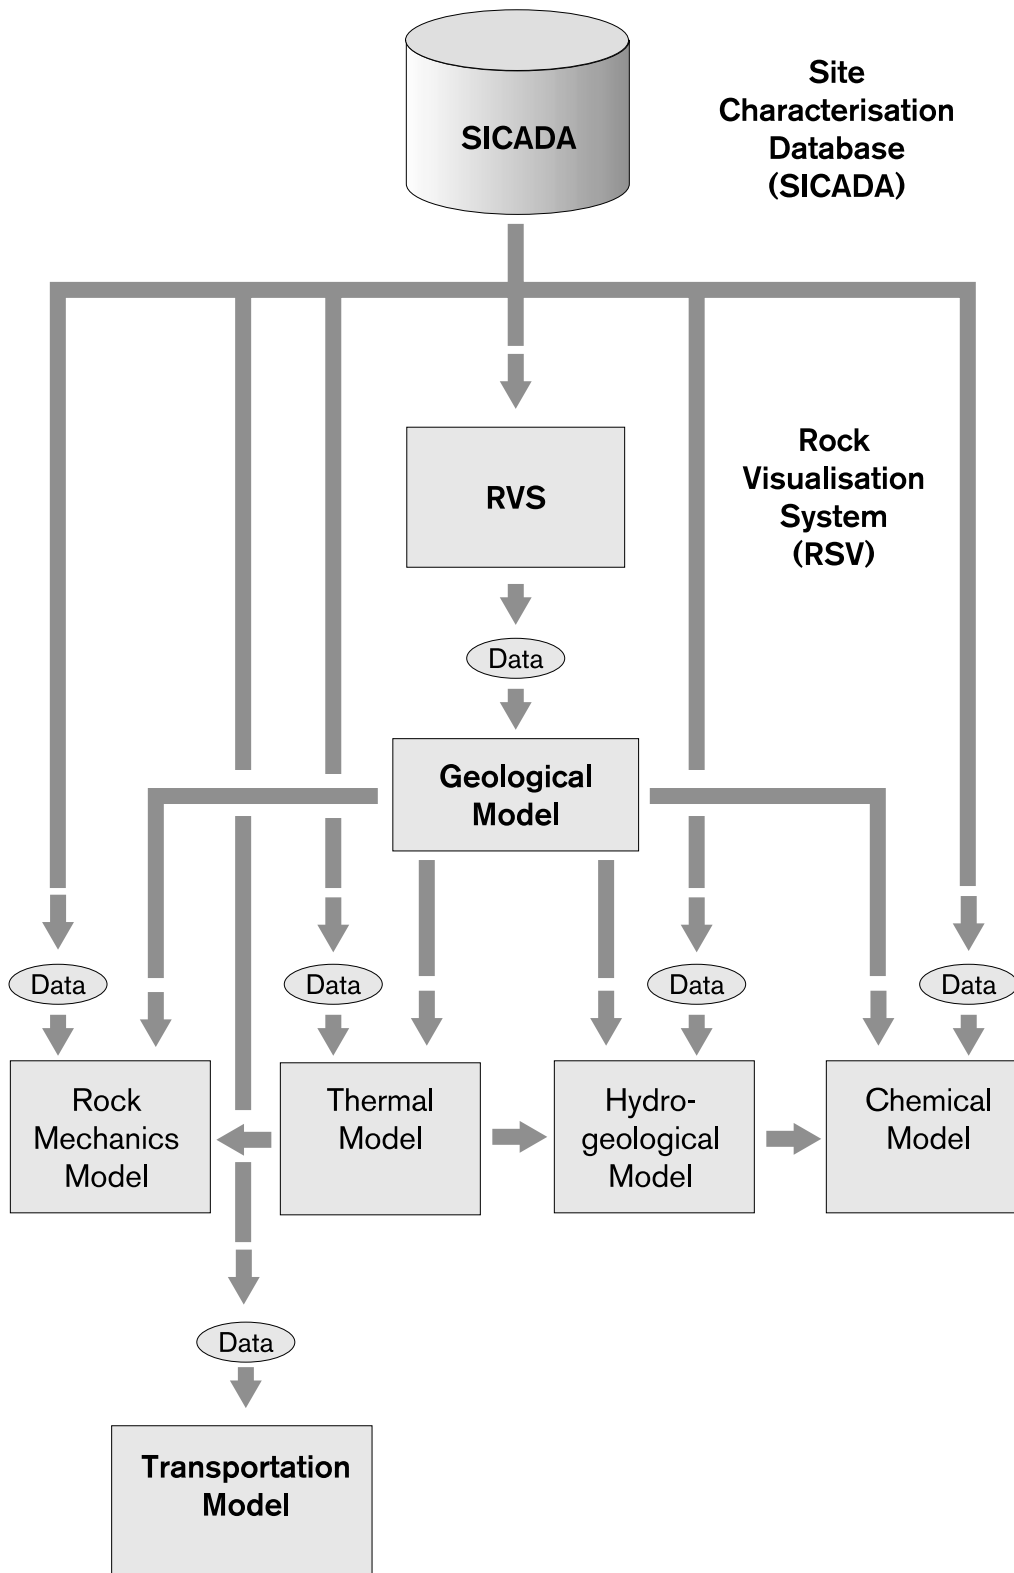 SICADA
Site
Characterisation
Database
(SICADA)
RVS
Rock
Visualisation
System
(RSV)
Data
Geological
Model
Data
Data
Data
Data
Rock
Mechanics
Model
Thermal
Model
Hydro-
geological
Model
Chemical
Model
Data
Transportation
Model